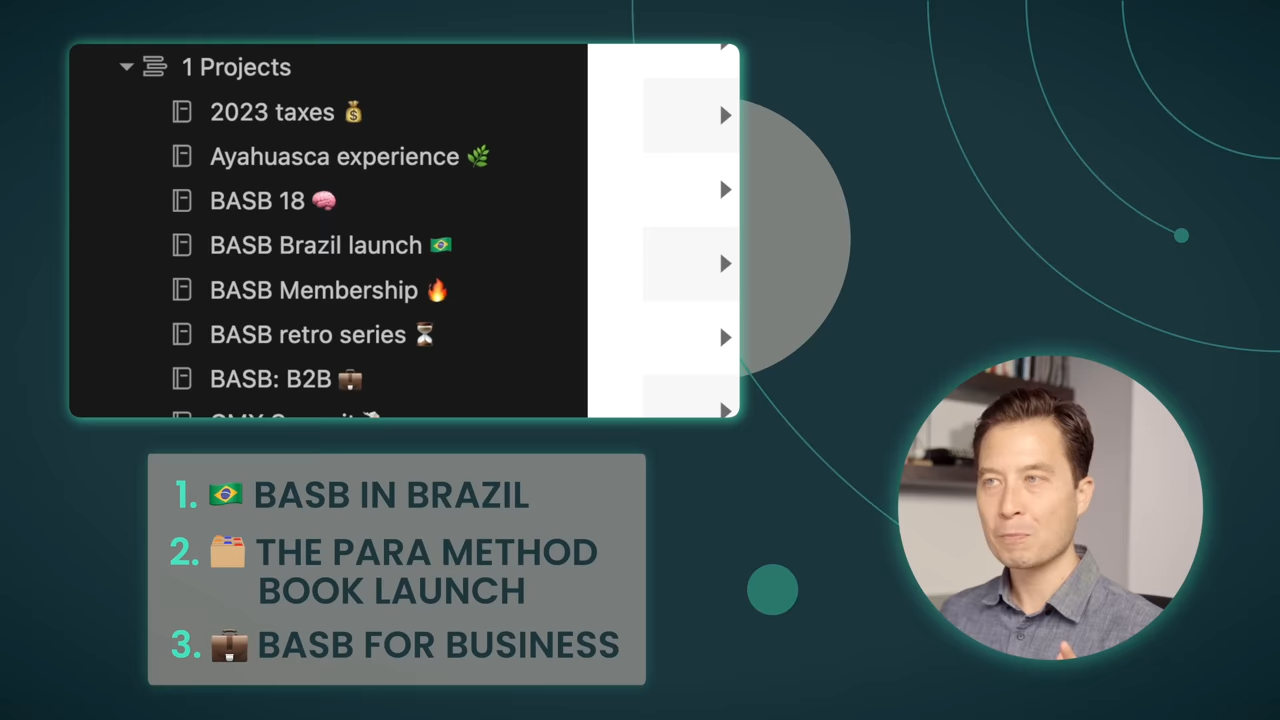 1 Projects
2023 taxes 💰
Ayahuasca experience 🌿
BASB 18 🧠
BASB Brazil launch 🇧🇷
BASB Membership 🔥
BASB retro series ⏳
BASB: B2B 💼
1. 🇧🇷 BASB IN BRAZIL
2. 🗂️ THE PARA METHOD
BOOK LAUNCH
3. 💼 BASB FOR BUSINESS